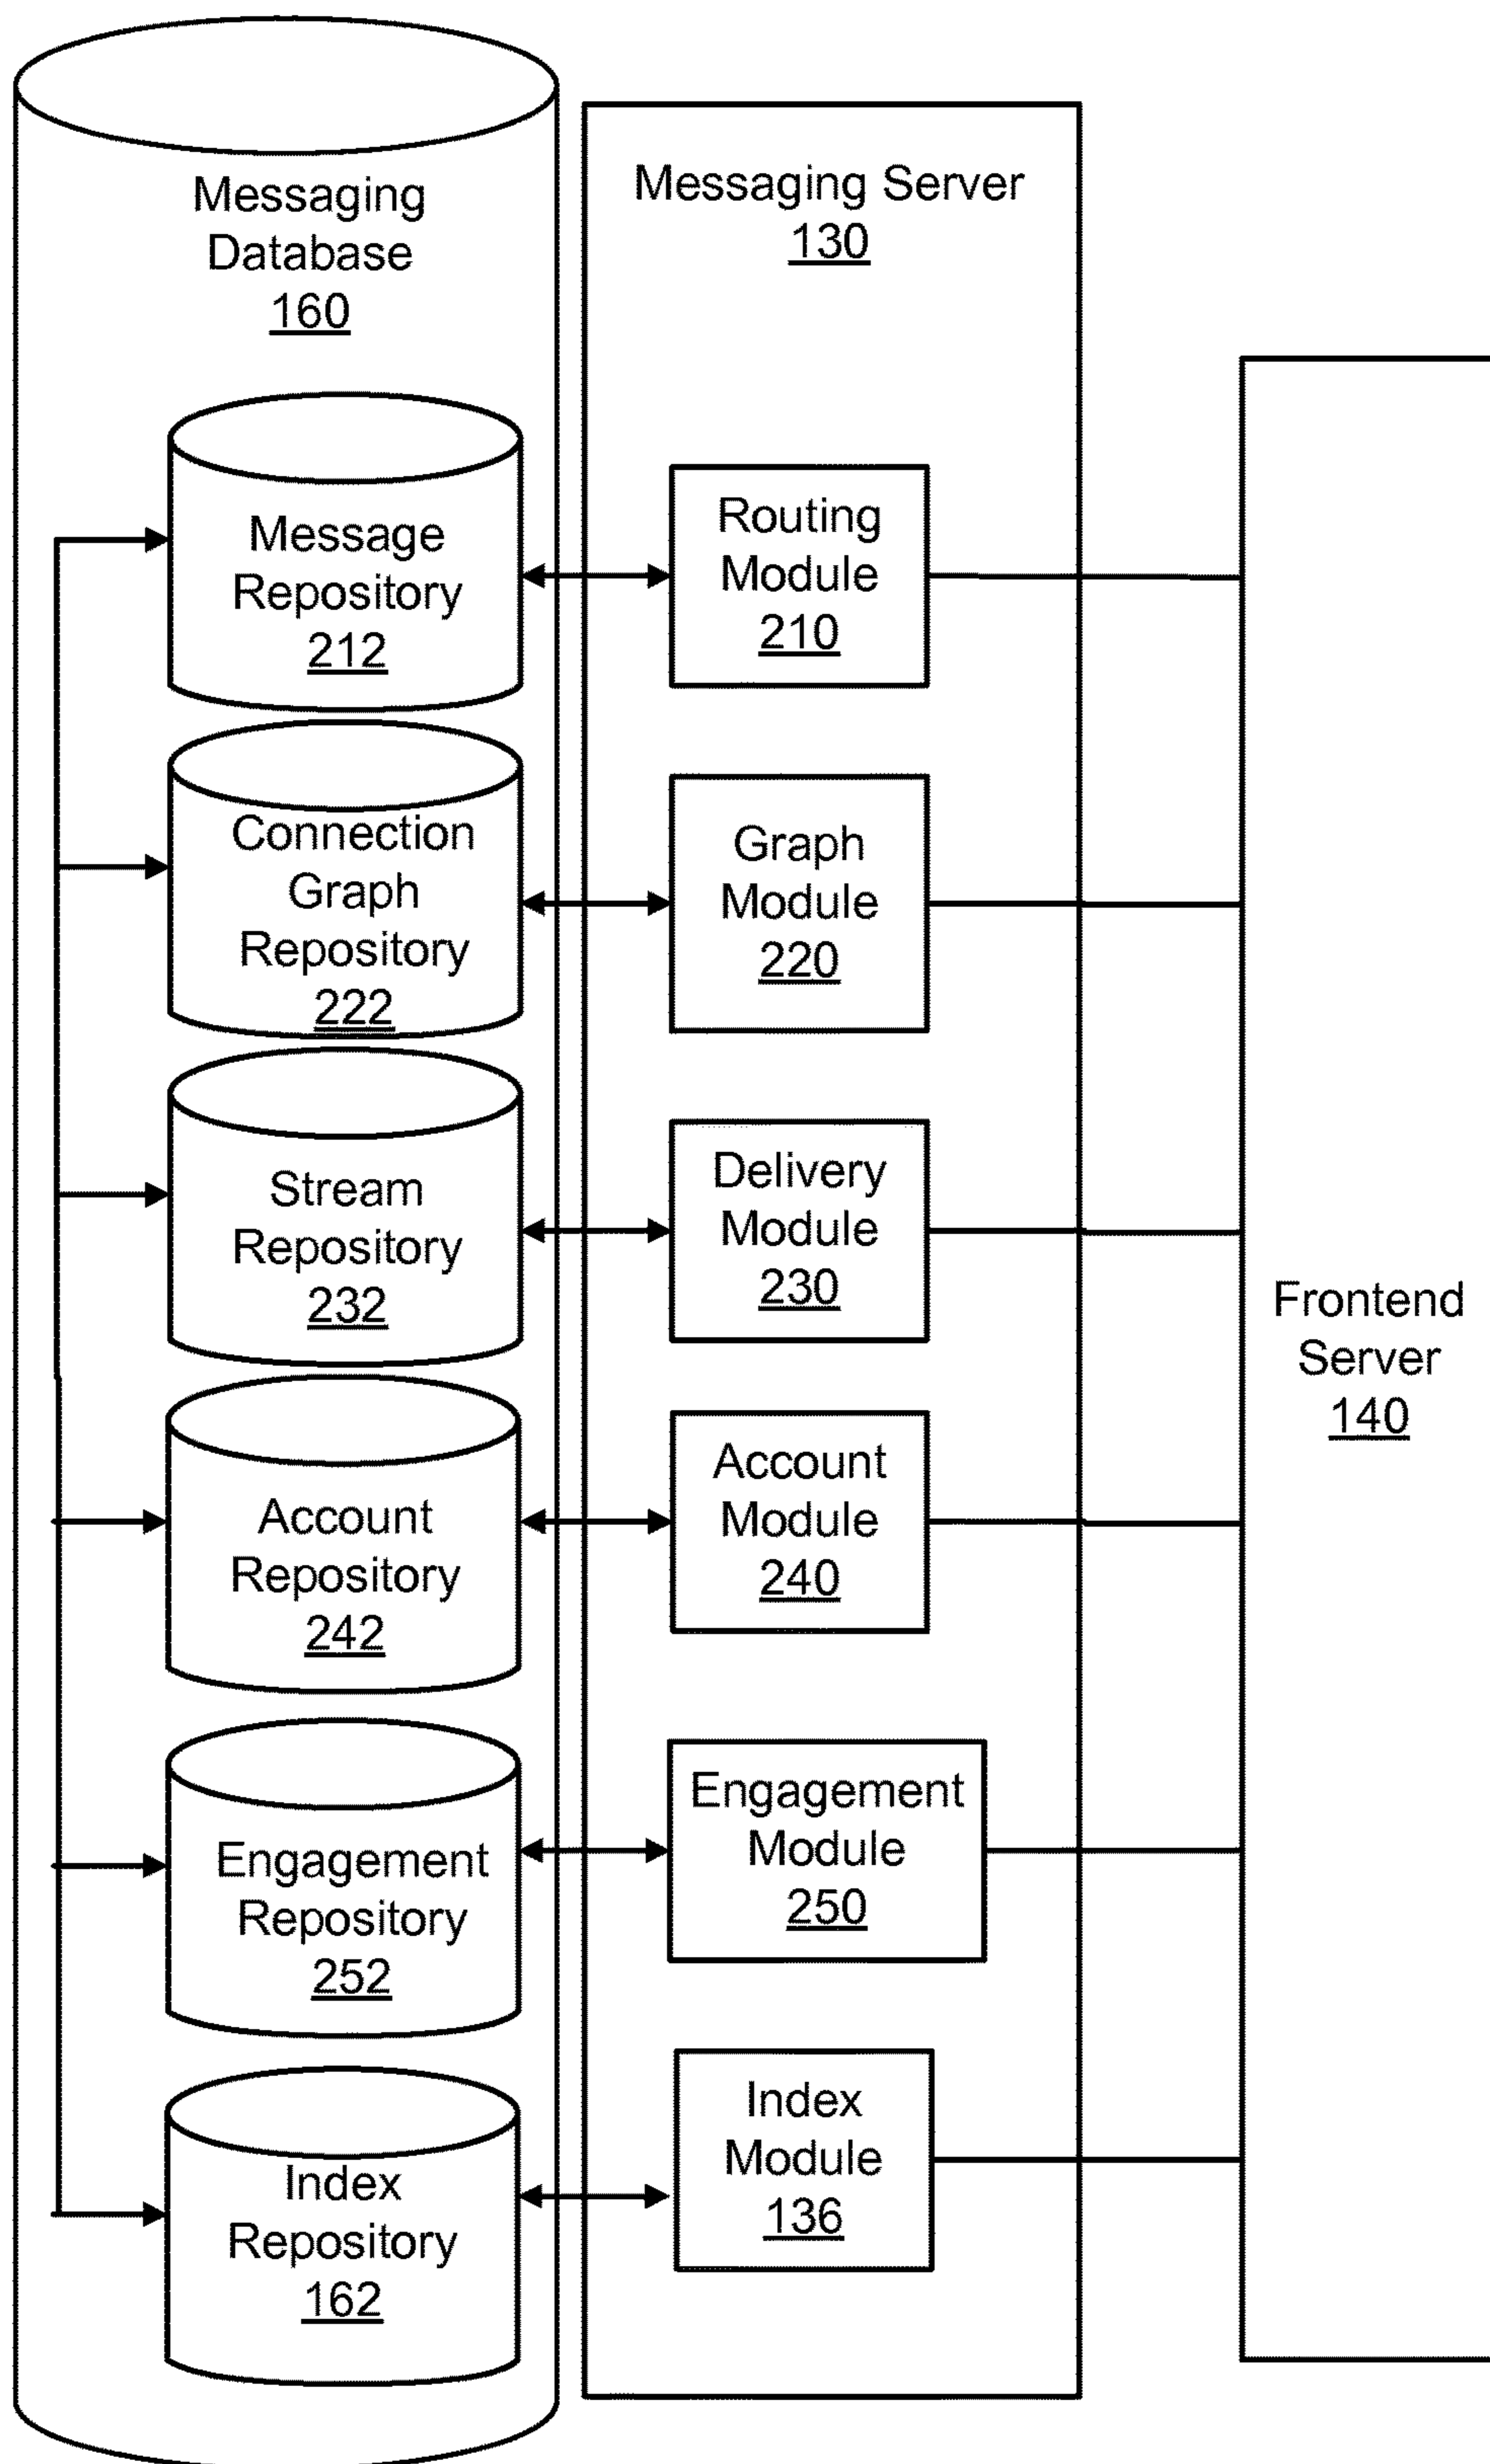 Messaging
Database
160
Messaging Server
130
Message
Repository
212
Routing
Module
210
Connection
Graph
Repository
222
Graph
Module
220
Stream
Repository
232
Delivery
Module
230
Frontend
Server
140
Account
Repository
242
Account
Module
240
Engagement
Repository
252
Engagement
Module
250
Index
Repository
162
Index
Module
136